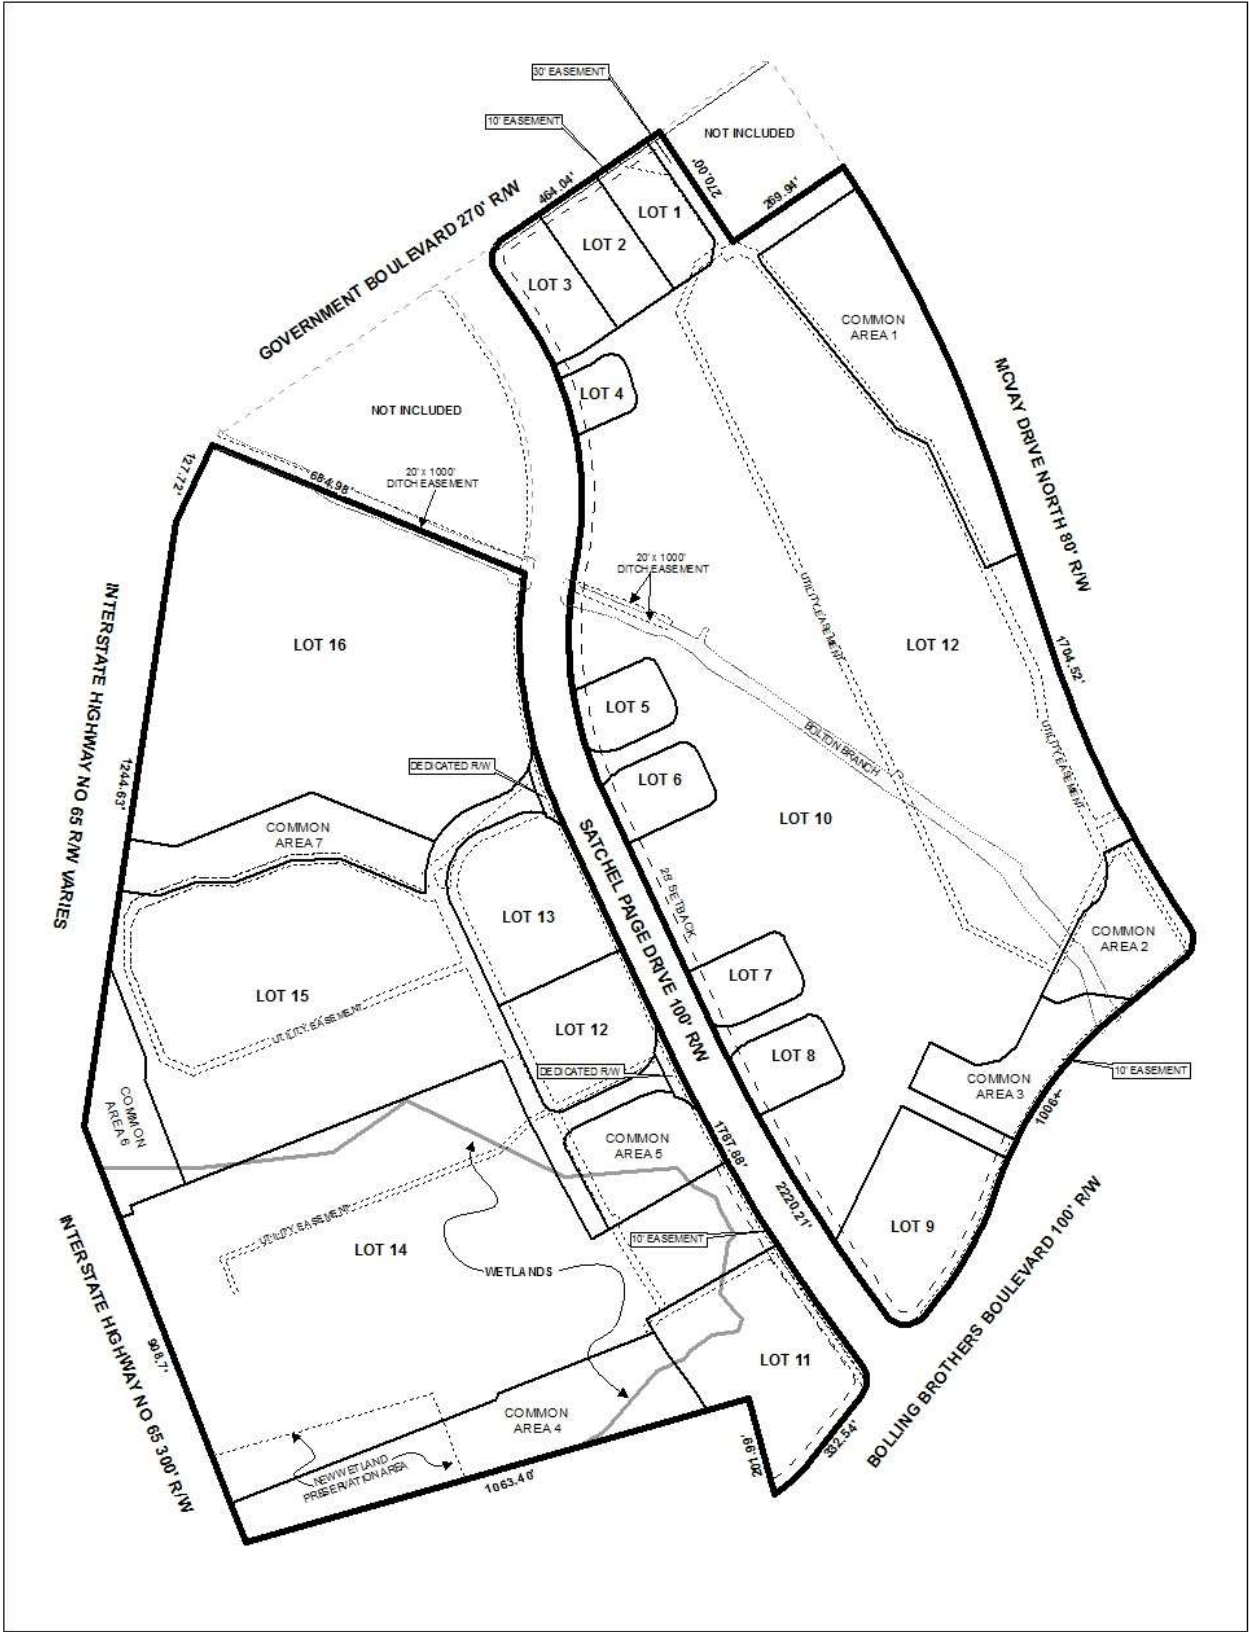 30' EASEMENT
10' EASEMENT
NOT INCLUDED
464.04'
270.00'
269.94'
GOVERNMENT BOULEVARD 270' R/W
LOT 1
LOT 2
LOT 3
COMMON
AREA 1
LOT 4
NOT INCLUDED
MCVAY DRIVE NORTH 80' R/W
127.72'
684.98'
20' x 1000'
DITCH EASEMENT
20' x 1000'
DITCH EASEMENT
UTILITY EASEMENT
LOT 16
LOT 12
1704.52'
INTERSTATE HIGHWAY NO 65 R/W VARIES
LOT 5
BOLTON BRANCH
UTILITY EASEMENT
DEDICATED R/W
LOT 6
1244.63'
LOT 10
COMMON
AREA 7
SATCHEL PAIGE DRIVE 100' R/W
25' SETBACK
LOT 13
COMMON
AREA 2
LOT 7
LOT 15
UTILITY EASEMENT
LOT 12
LOT 8
DEDICATED R/W
10' EASEMENT
COMMON
AREA 3
COMMON
AREA 6
1006±
COMMON
AREA 5
1787.88'
2220.21'
LOT 9
UTILITY EASEMENT
10' EASEMENT
LOT 14
WETLANDS
BOLLING BROTHERS BOULEVARD 100' R/W
INTERSTATE HIGHWAY NO 65 300' R/W
908.7'
LOT 11
COMMON
AREA 4
332.54'
201.99'
NEW WETLAND
PRESERVATION AREA
1063.40'